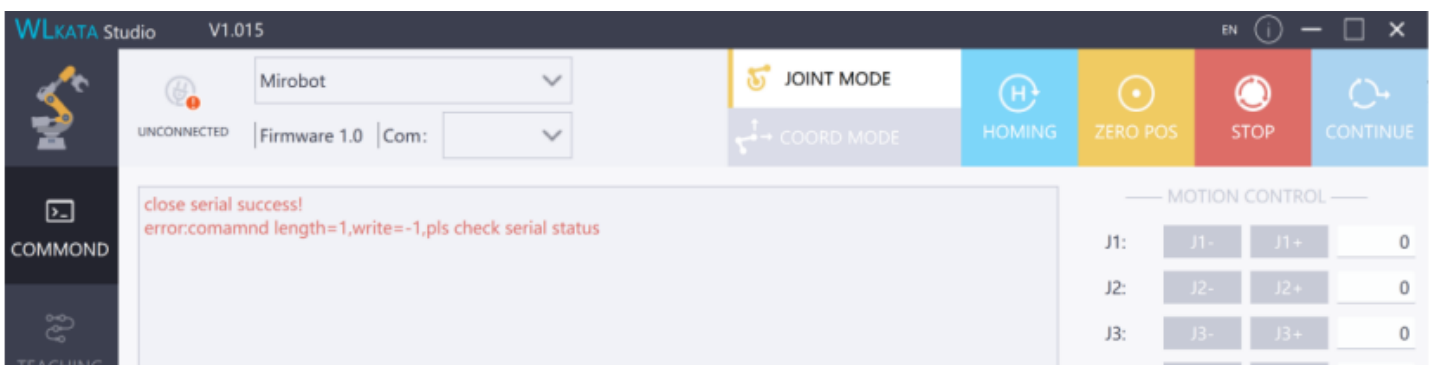 WLKATA Studio V1.015 EN
Mirobot
UNCONNECTED Firmware 1.0 Com:
JOINT MODE
COORD MODE
HOMING ZERO POS STOP CONTINUE
COMMOND
TEACHING
close serial success!
error:comamnd length=1,write=-1,pls check serial status
MOTION CONTROL
J1: J1- J1+ 0
J2: J2- J2+ 0
J3: J3- J3+ 0